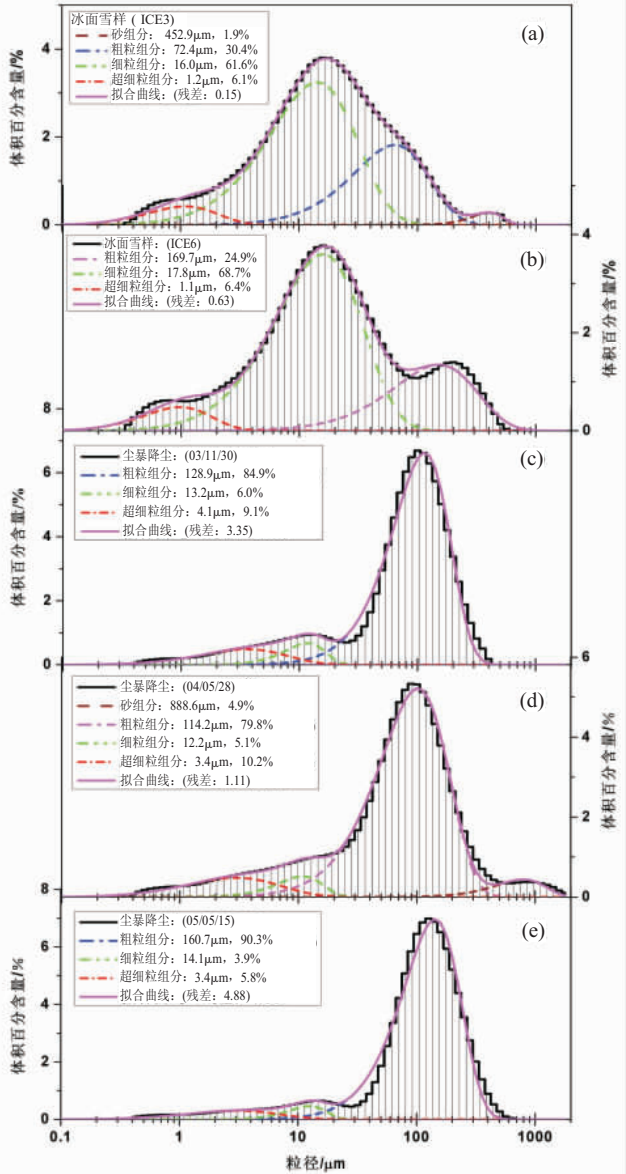 冰面雪样 ( ICE3)
砂组分: 452.9μm, 1.9%
粗粒组分: 72.4μm, 30.4%
细粒组分: 16.0μm, 61.6%
超细粒组分: 1.2μm, 6.1%
拟合曲线: (残差: 0.15)
(a)
4
2
0
体积百分含量/%
冰面雪样: (ICE6)
粗粒组分: 169.7μm, 24.9%
细粒组分: 17.8μm, 68.7%
超细粒组分: 1.1μm, 6.4%
拟合曲线: (残差: 0.63)
(b)
4
2
0
体积百分含量/%
尘暴降尘: (03/11/30)
粗粒组分: 128.9μm, 84.9%
细粒组分: 13.2μm, 6.0%
超细粒组分: 4.1μm, 9.1%
拟合曲线: (残差: 3.35)
(c)
8
6
4
2
0
体积百分含量/%
尘暴降尘: (04/05/28)
砂组分: 888.6μm, 4.9%
粗粒组分: 114.2μm, 79.8%
细粒组分: 12.2μm, 5.1%
超细粒组分: 3.4μm, 10.2%
拟合曲线: (残差: 1.11)
(d)
6
4
2
0
体积百分含量/%
尘暴降尘: (05/05/15)
粗粒组分: 160.7μm, 90.3%
细粒组分: 14.1μm, 3.9%
超细粒组分: 3.4μm, 5.8%
拟合曲线: (残差: 4.88)
(e)
8
6
4
2
0
体积百分含量/%
0.1 1 10 100 1000
粒径/μm